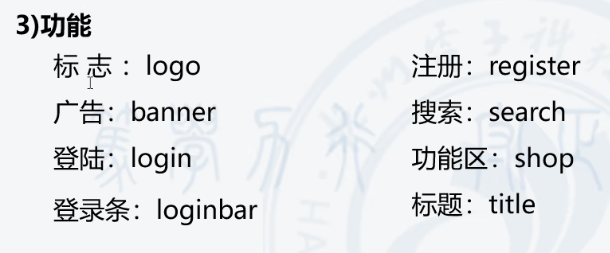 3)功能
标 志 ：logo
广告：banner
登陆：login
登录条：loginbar
注册：register
搜索：search
功能区：shop
标题：title